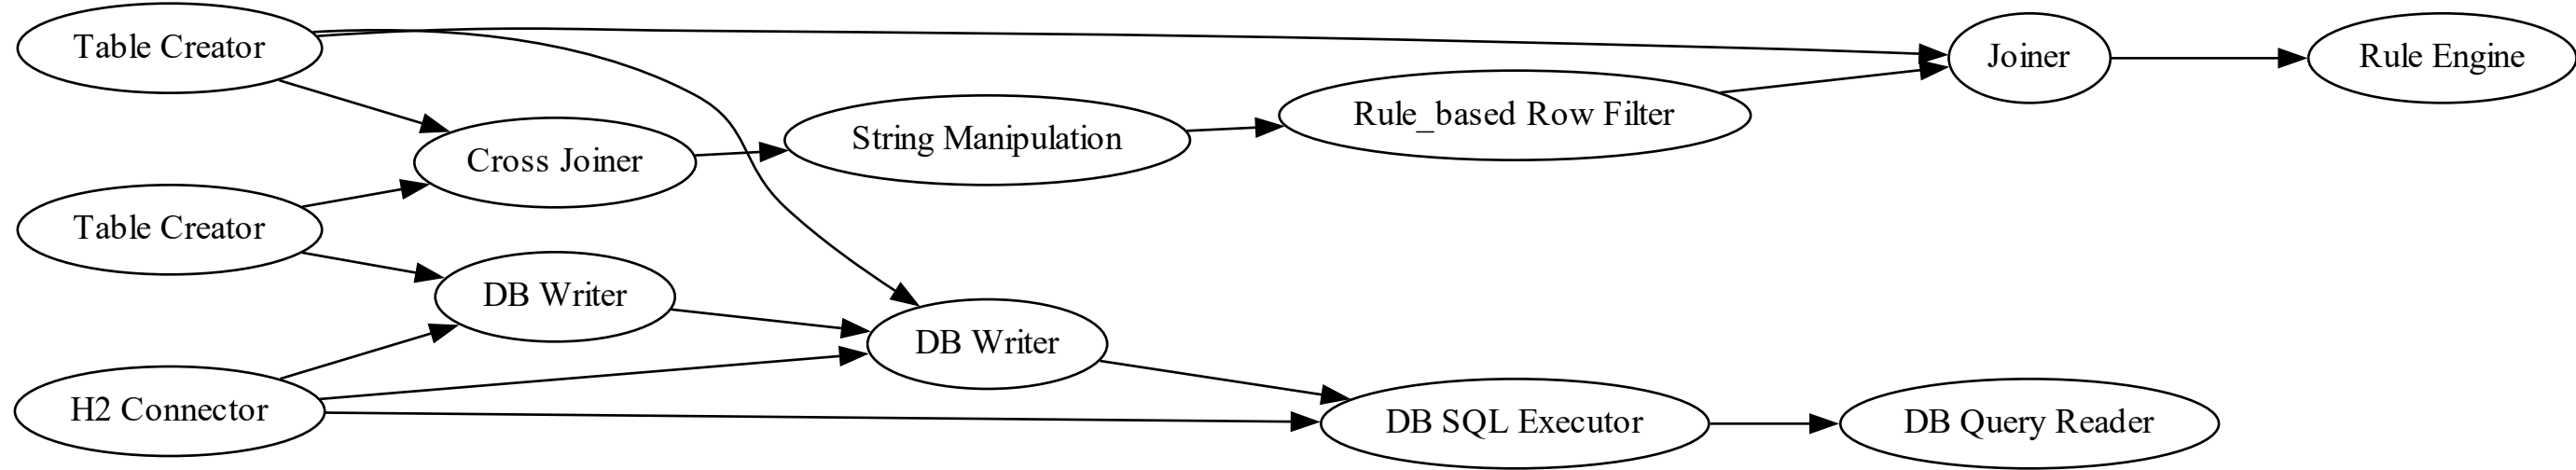 Table Creator
Joiner
Rule Engine
Rule_based Row Filter
String Manipulation
Cross Joiner
Table Creator
DB Writer
DB Writer
H2 Connector
DB SQL Executor
DB Query Reader